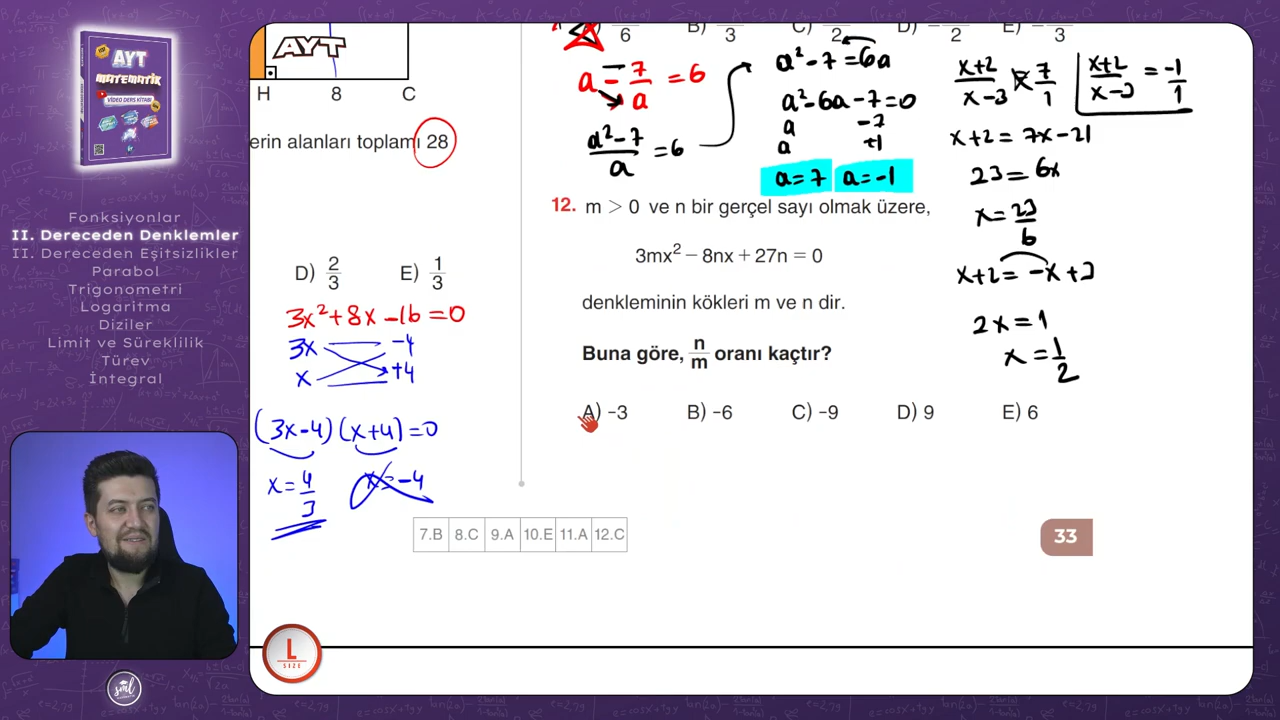 AYT
MATEMATİK
VİDEO DERS KİTABI
Fonksiyonlar
II. Dereceden Denklemler
II. Dereceden Eşitsizlikler
Parabol
Trigonometri
Logaritma
Diziler
Limit ve Süreklilik
Türev
İntegral
sml
AYT
H 8 C
erin alanları toplamı 28
D) 2/3 E) 1/3
3x² + 8x - 16 = 0
3x -4
x +4
(3x-4) (x+4) = 0
x = 4/3 x = -4
7.B 8.C 9.A 10.E 11.A 12.C
a - 7/a = 6
a² - 7 / a = 6
a² - 7 = 6a
a² - 6a - 7 = 0
a -7
a +1
a = 7 a = -1
x+2 / x-3 = 7/1
x+2 / x-3 = -1/1
x+2 = 7x - 21
23 = 6x
x = 23/6
x+2 = -x+3
2x = 1
x = 1/2
12. m > 0 ve n bir gerçel sayı olmak üzere,
3mx² – 8nx + 27n = 0
denkleminin kökleri m ve n dir.
Buna göre, n/m oranı kaçtır?
A) –3 B) –6 C) –9 D) 9 E) 6
33
L
SIZE